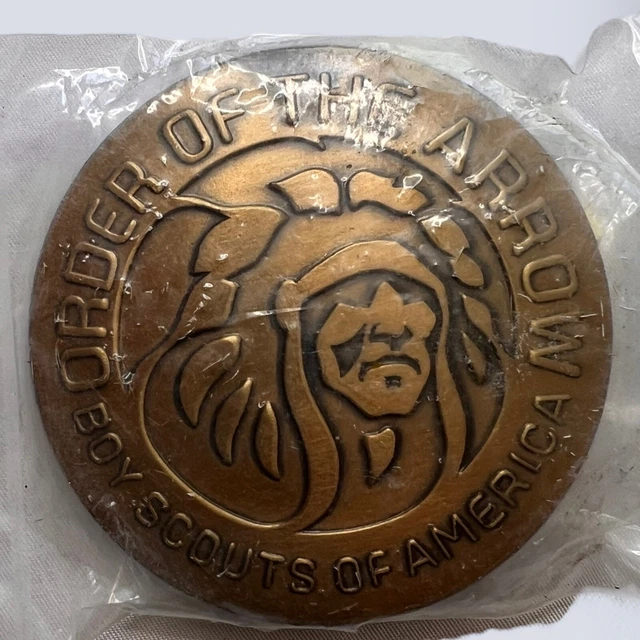 ORDER OF THE ARROW
BOY SCOUTS OF AMERICA